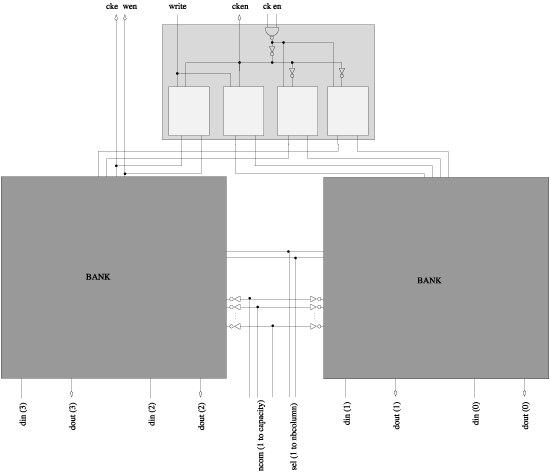 cke wen write cken ck en
BANK
BANK
din (3)
dout (3)
din (2)
dout (2)
ncom (1 to capacity)
sel (1 to nbcolumn)
din (1)
dout (1)
din (0)
dout (0)